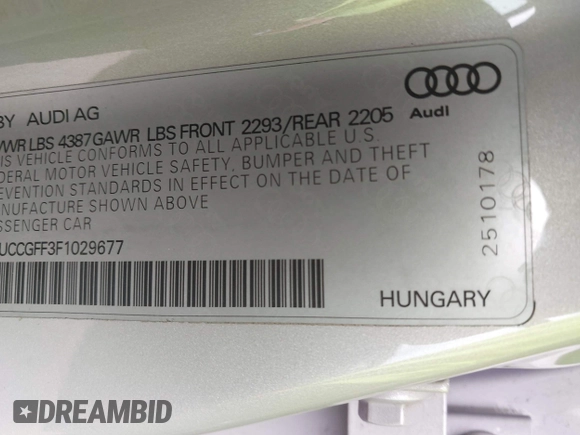 BY AUDI AG
VWR LBS 4387 GAWR LBS FRONT 2293/REAR 2205
IS VEHICLE CONFORMS TO ALL APPLICABLE U.S.
DERAL MOTOR VEHICLE SAFETY, BUMPER AND THEFT
EVENTION STANDARDS IN EFFECT ON THE DATE OF
ANUFACTURE SHOWN ABOVE
SSENGER CAR
UCCGFF3F1029677
Audi
2510178
HUNGARY
DREAMBID